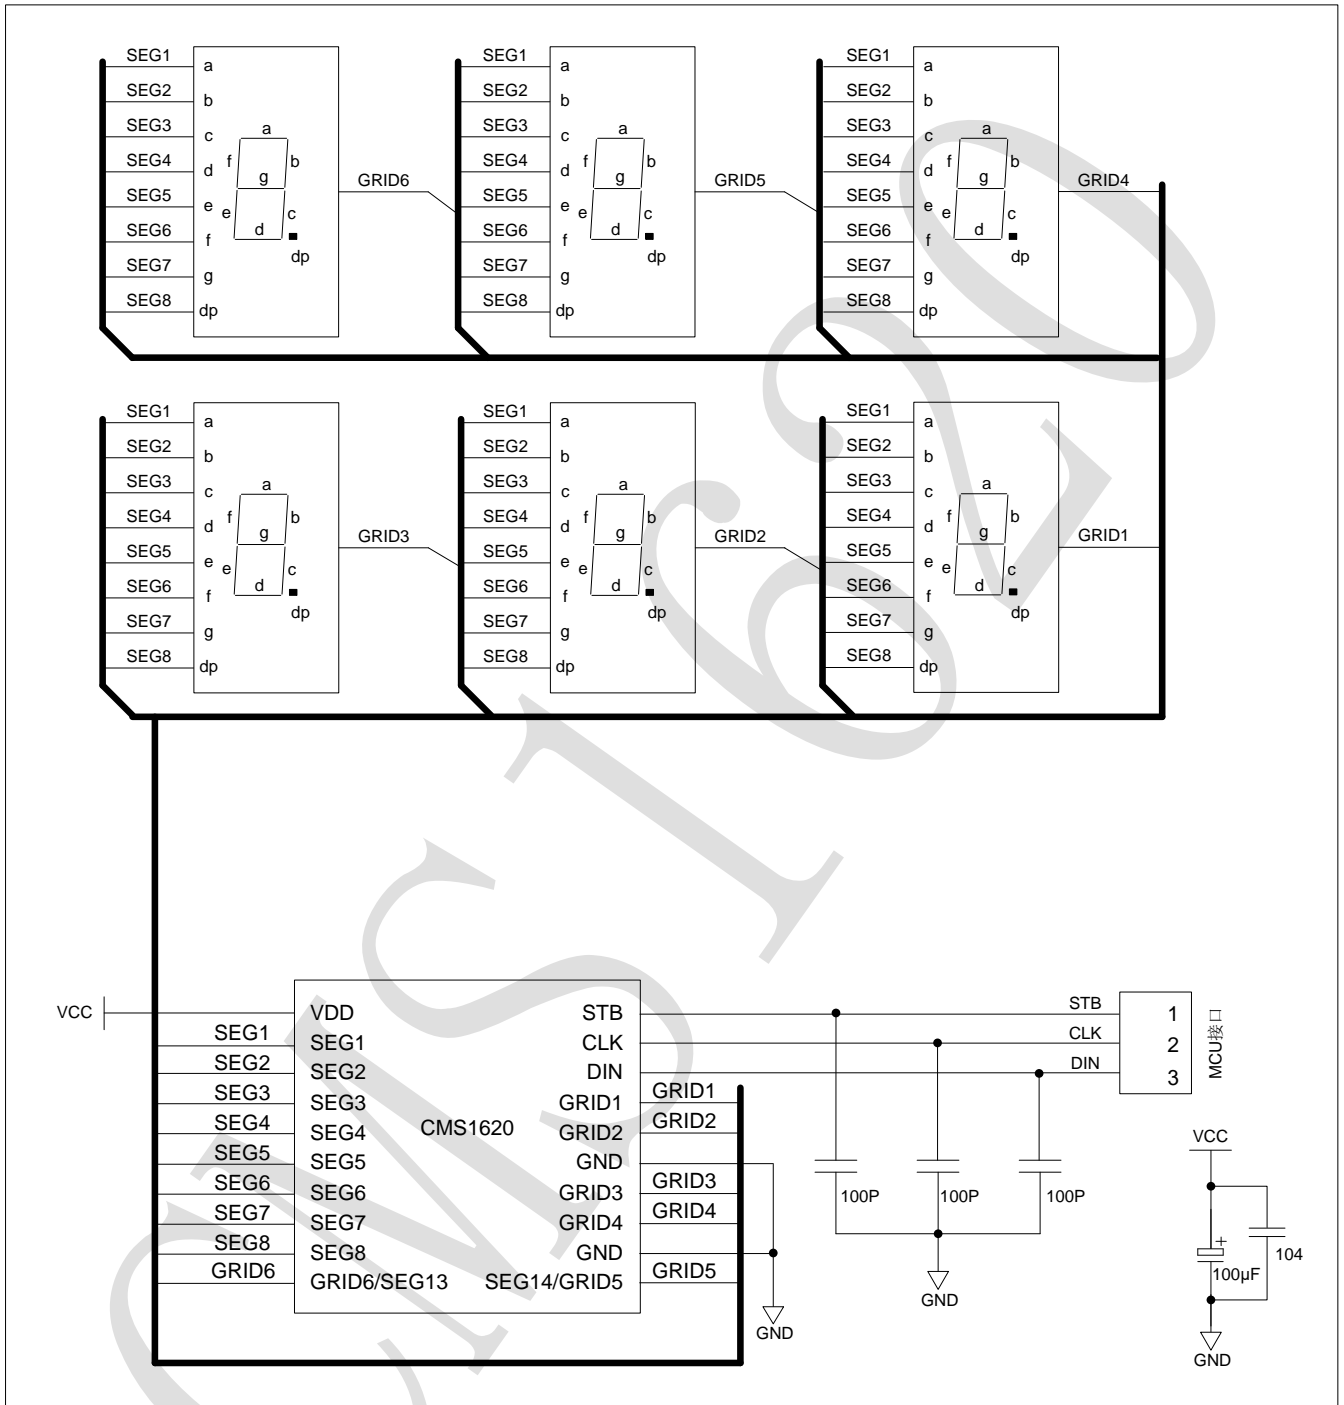 SEG1 a SEG1 a SEG1 a
SEG2 b SEG2 b SEG2 b
SEG3 c a SEG3 c a SEG3 c a
SEG4 d f g b SEG4 d f g b SEG4 d f g b
GRID6 GRID5 GRID4
SEG5 e e d c SEG5 e e d c SEG5 e e d c
SEG6 f dp SEG6 f dp SEG6 f dp
SEG7 g SEG7 g SEG7 g
SEG8 dp SEG8 dp SEG8 dp
SEG1 a SEG1 a SEG1 a
SEG2 b SEG2 b SEG2 b
SEG3 c a SEG3 c a SEG3 c a
SEG4 d f g b SEG4 d f g b SEG4 d f g b
GRID3 GRID2 GRID1
SEG5 e e d c SEG5 e e d c SEG5 e e d c
SEG6 f dp SEG6 f dp SEG6 f dp
SEG7 g SEG7 g SEG7 g
SEG8 dp SEG8 dp SEG8 dp
CMS1620
VCC VDD STB STB 1
SEG1 SEG1 CLK CLK 2
SEG2 SEG2 DIN DIN 3
MCU接口
SEG3 SEG3 GRID1 GRID1
SEG4 SEG4 CMS1620 GRID2 GRID2
SEG5 SEG5 GND
SEG6 SEG6 GRID3 GRID3
SEG7 SEG7 GRID4 GRID4
SEG8 SEG8 GND
GRID6 GRID6/SEG13 SEG14/GRID5 GRID5
GND
100P 100P 100P
GND
VCC
+
100μF 104
GND